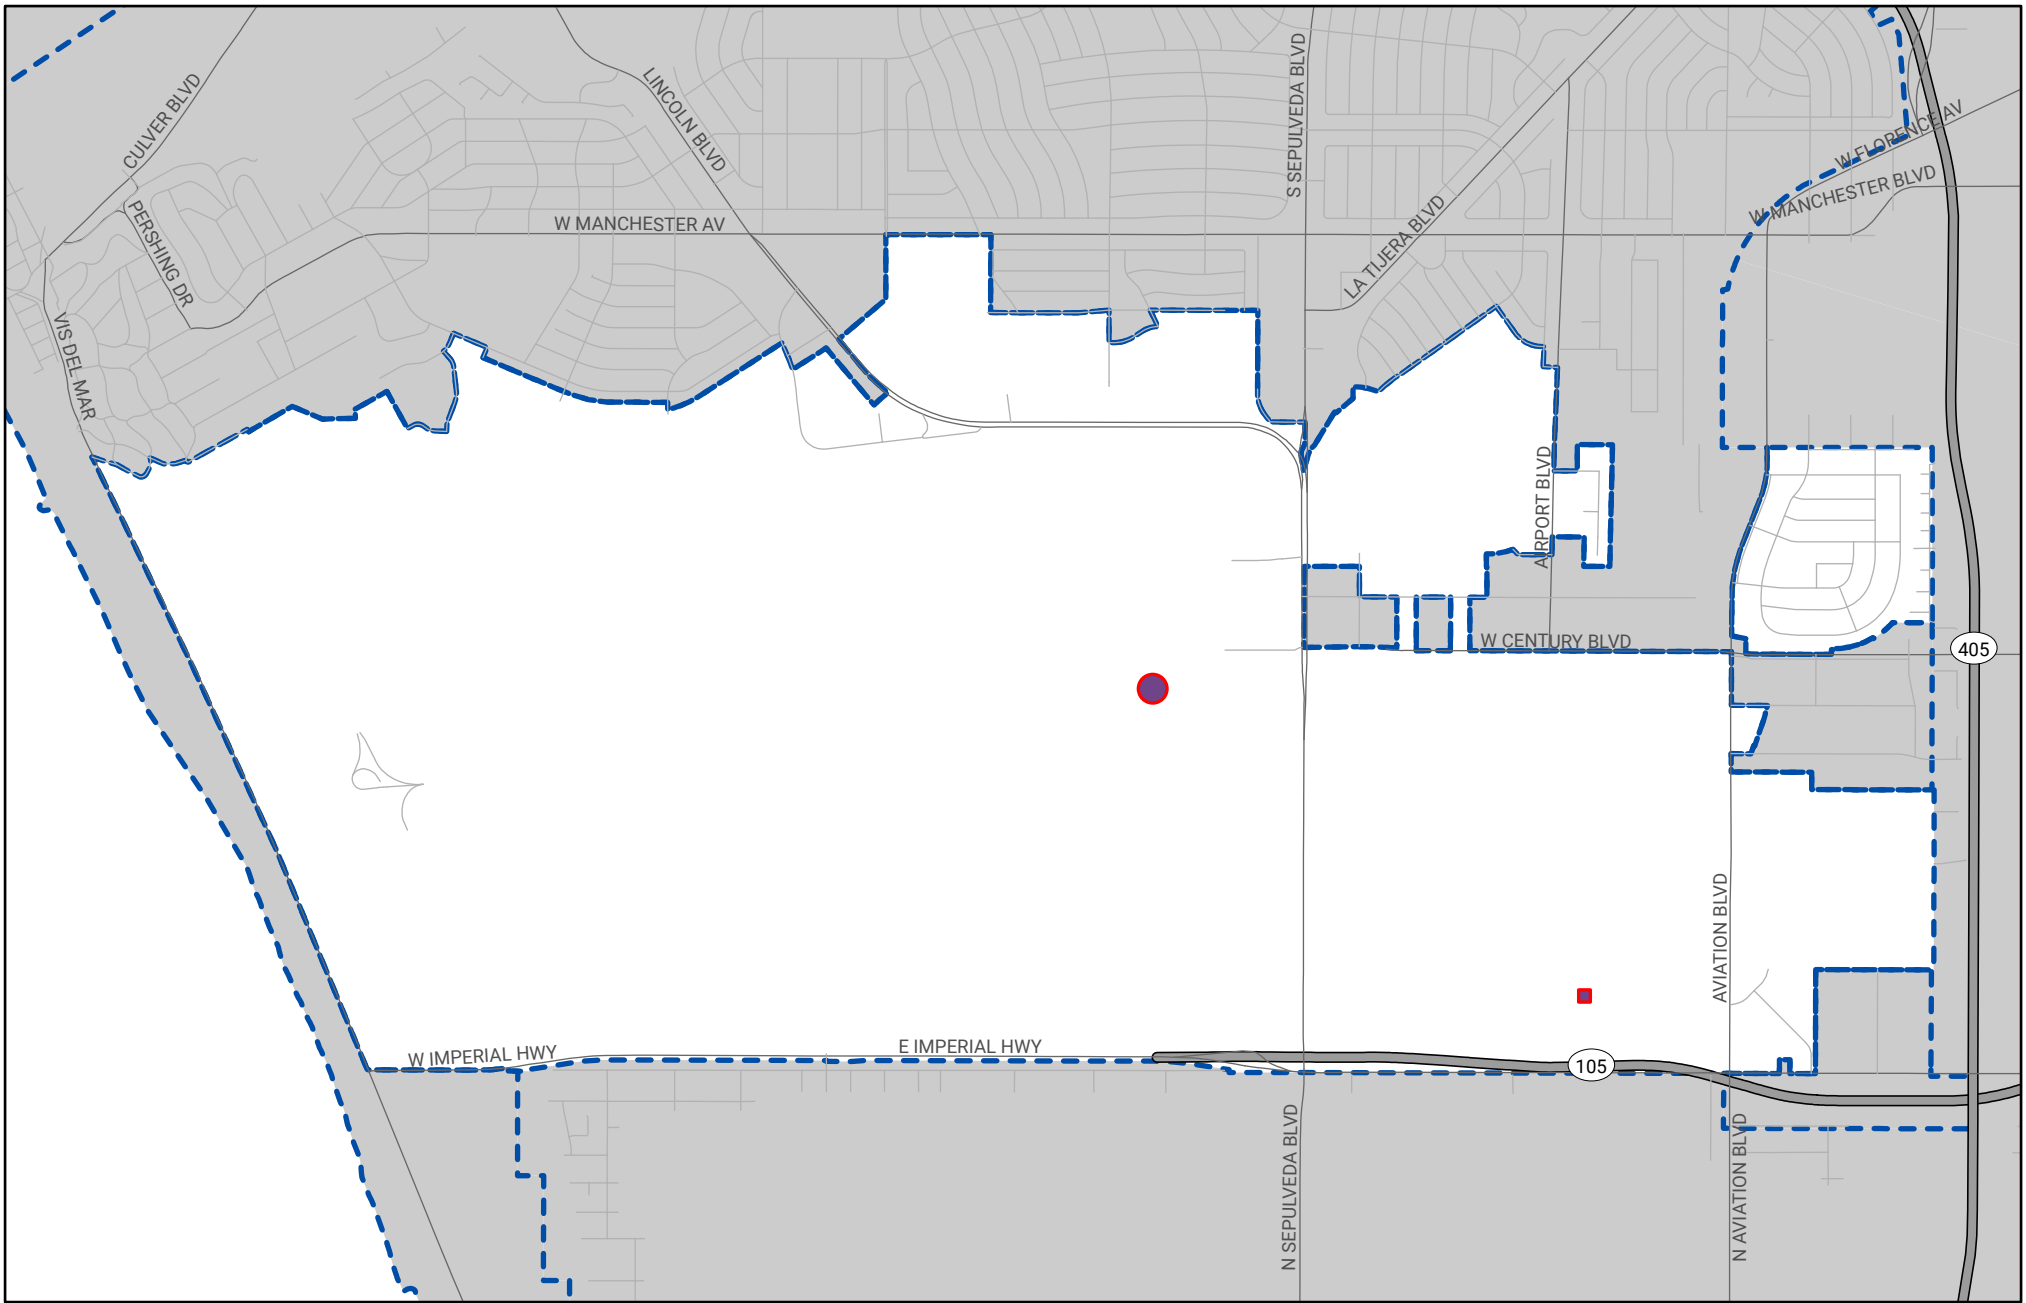 S SEPULVEDA BLVD
LINCOLN BLVD
CULVER BLVD
W FLORENCE AV
W MANCHESTER BLVD
PERSHING DR
W MANCHESTER AV
LA TIJERA BLVD
VIS DEL MAR
AIRPORT BLVD
W CENTURY BLVD
405
AVIATION BLVD
W IMPERIAL HWY
E IMPERIAL HWY
105
N SEPULVEDA BLVD
N AVIATION BLVD